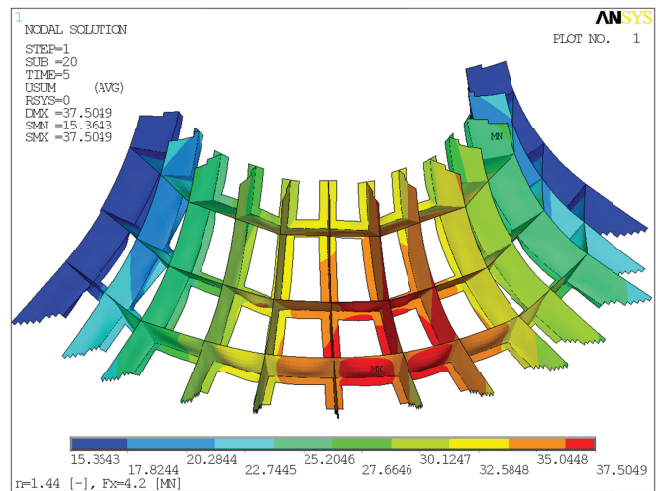 1
ANSYS
NODAL SOLUTION
PLOT NO. 1
STEP=1
SUB =20
TIME=5
USUM (AVG)
RSYS=0
DMX =37.5049
SMN =15.3643
SMX =37.5049
MN
MX
15.3543 20.2844 25.2046 30.1247 35.0448
17.8244 22.7445 27.6646 32.5848 37.5049
n=1.44 [-], Fx=4.2 [MN]